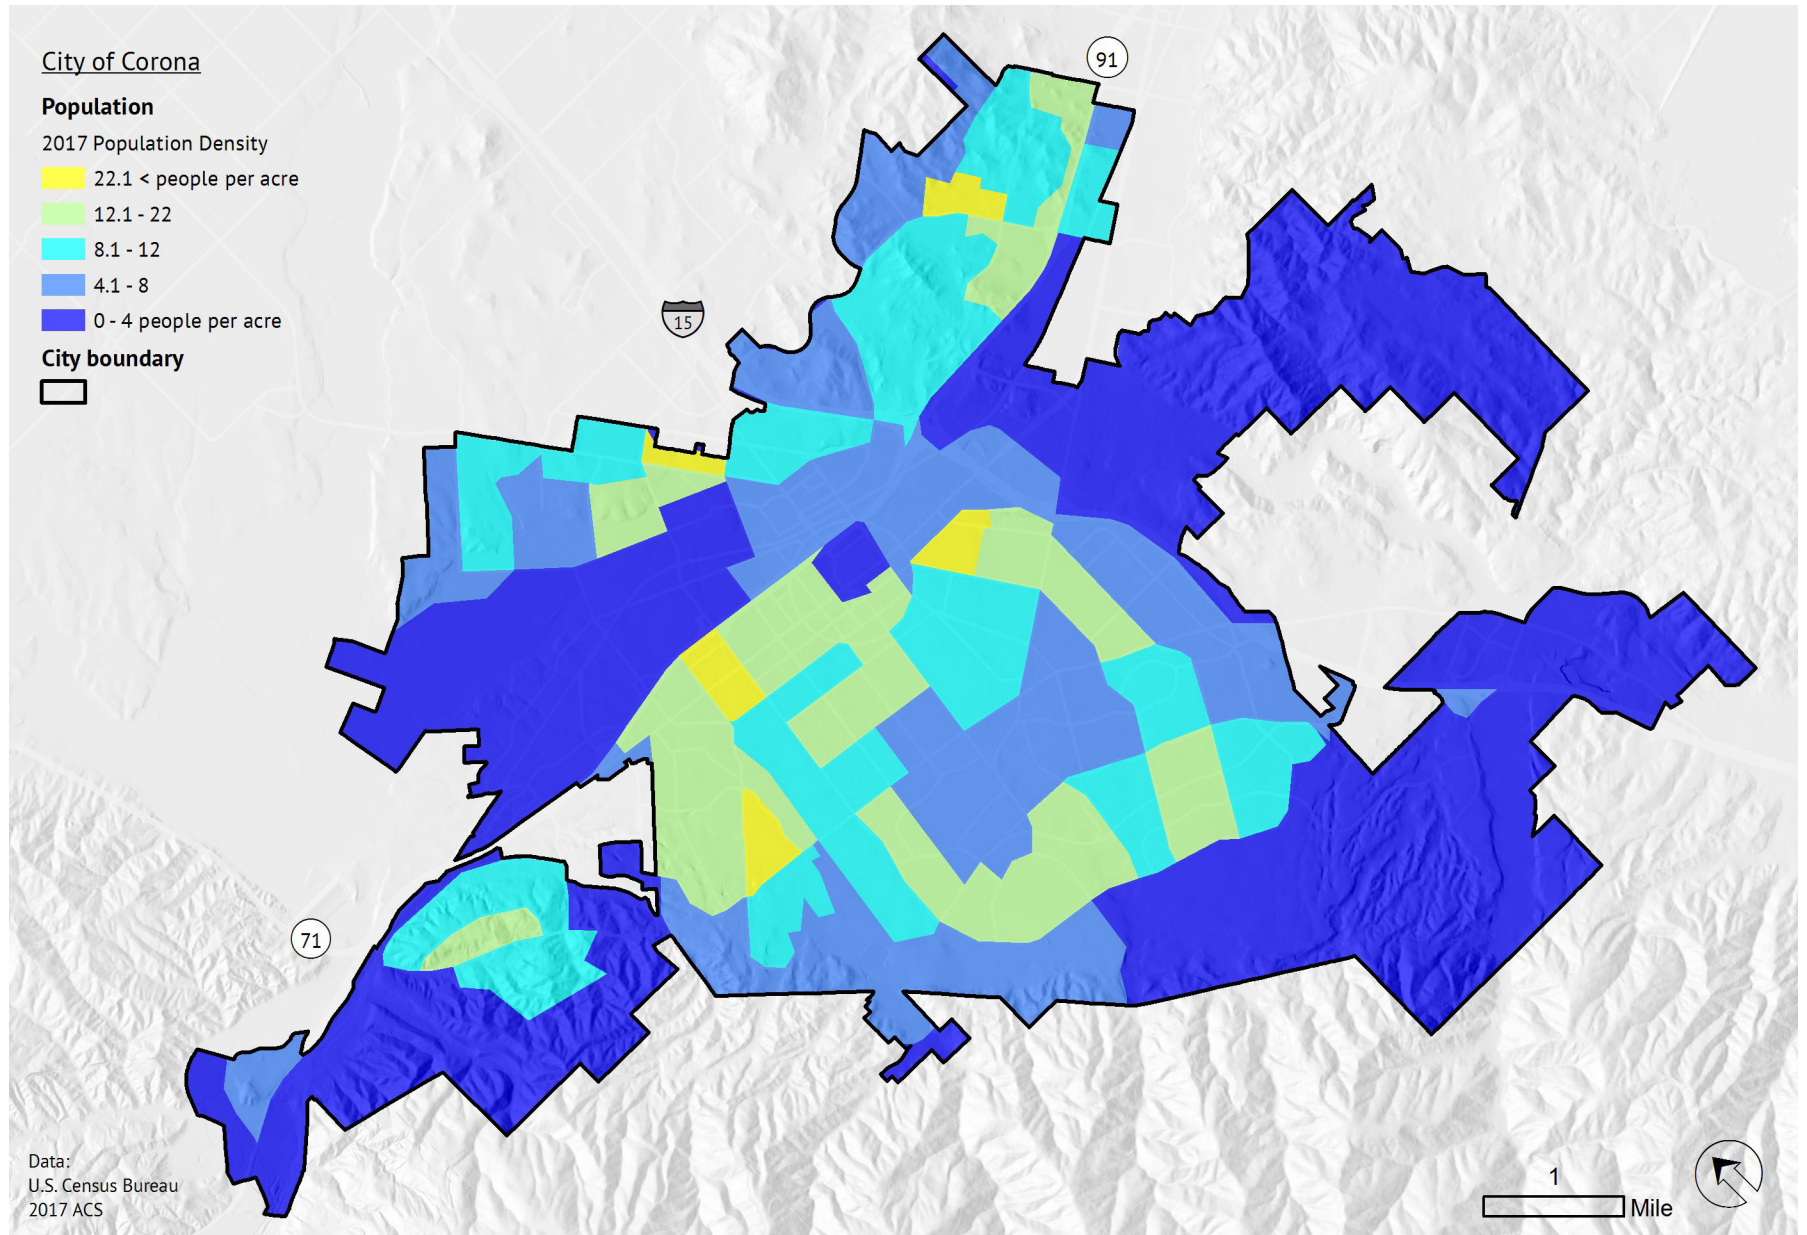 City of Corona
Population
2017 Population Density
22.1 < people per acre
12.1 - 22
8.1 - 12
4.1 - 8
0 - 4 people per acre
City boundary
91
15
71
Data:
U.S. Census Bureau
2017 ACS
1
Mile